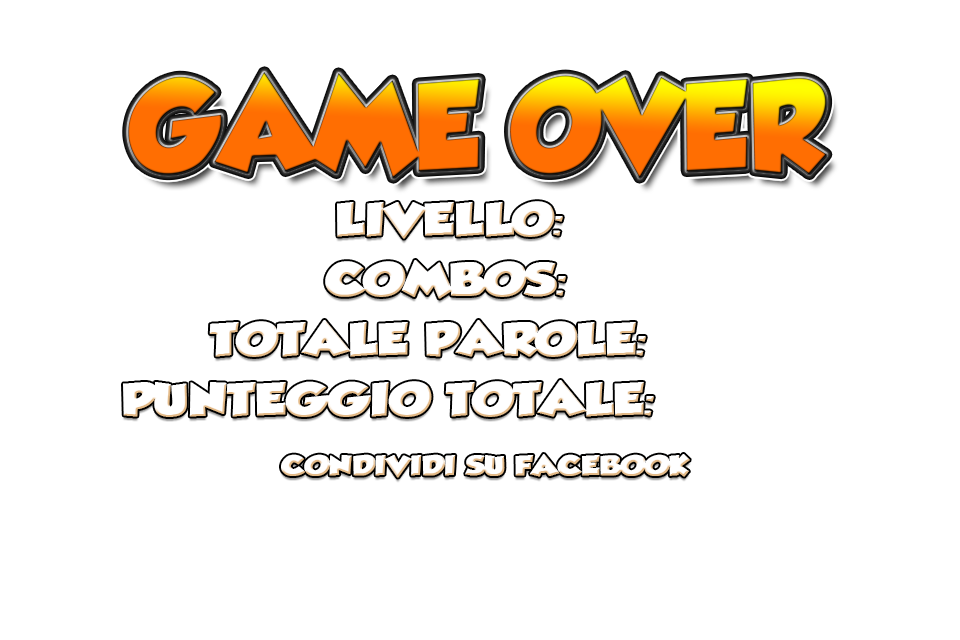 GAME OVER
LIVELLO:
COMBOS:
TOTALE PAROLE:
PUNTEGGIO TOTALE:
CONDIVIDI SU FACEBOOK